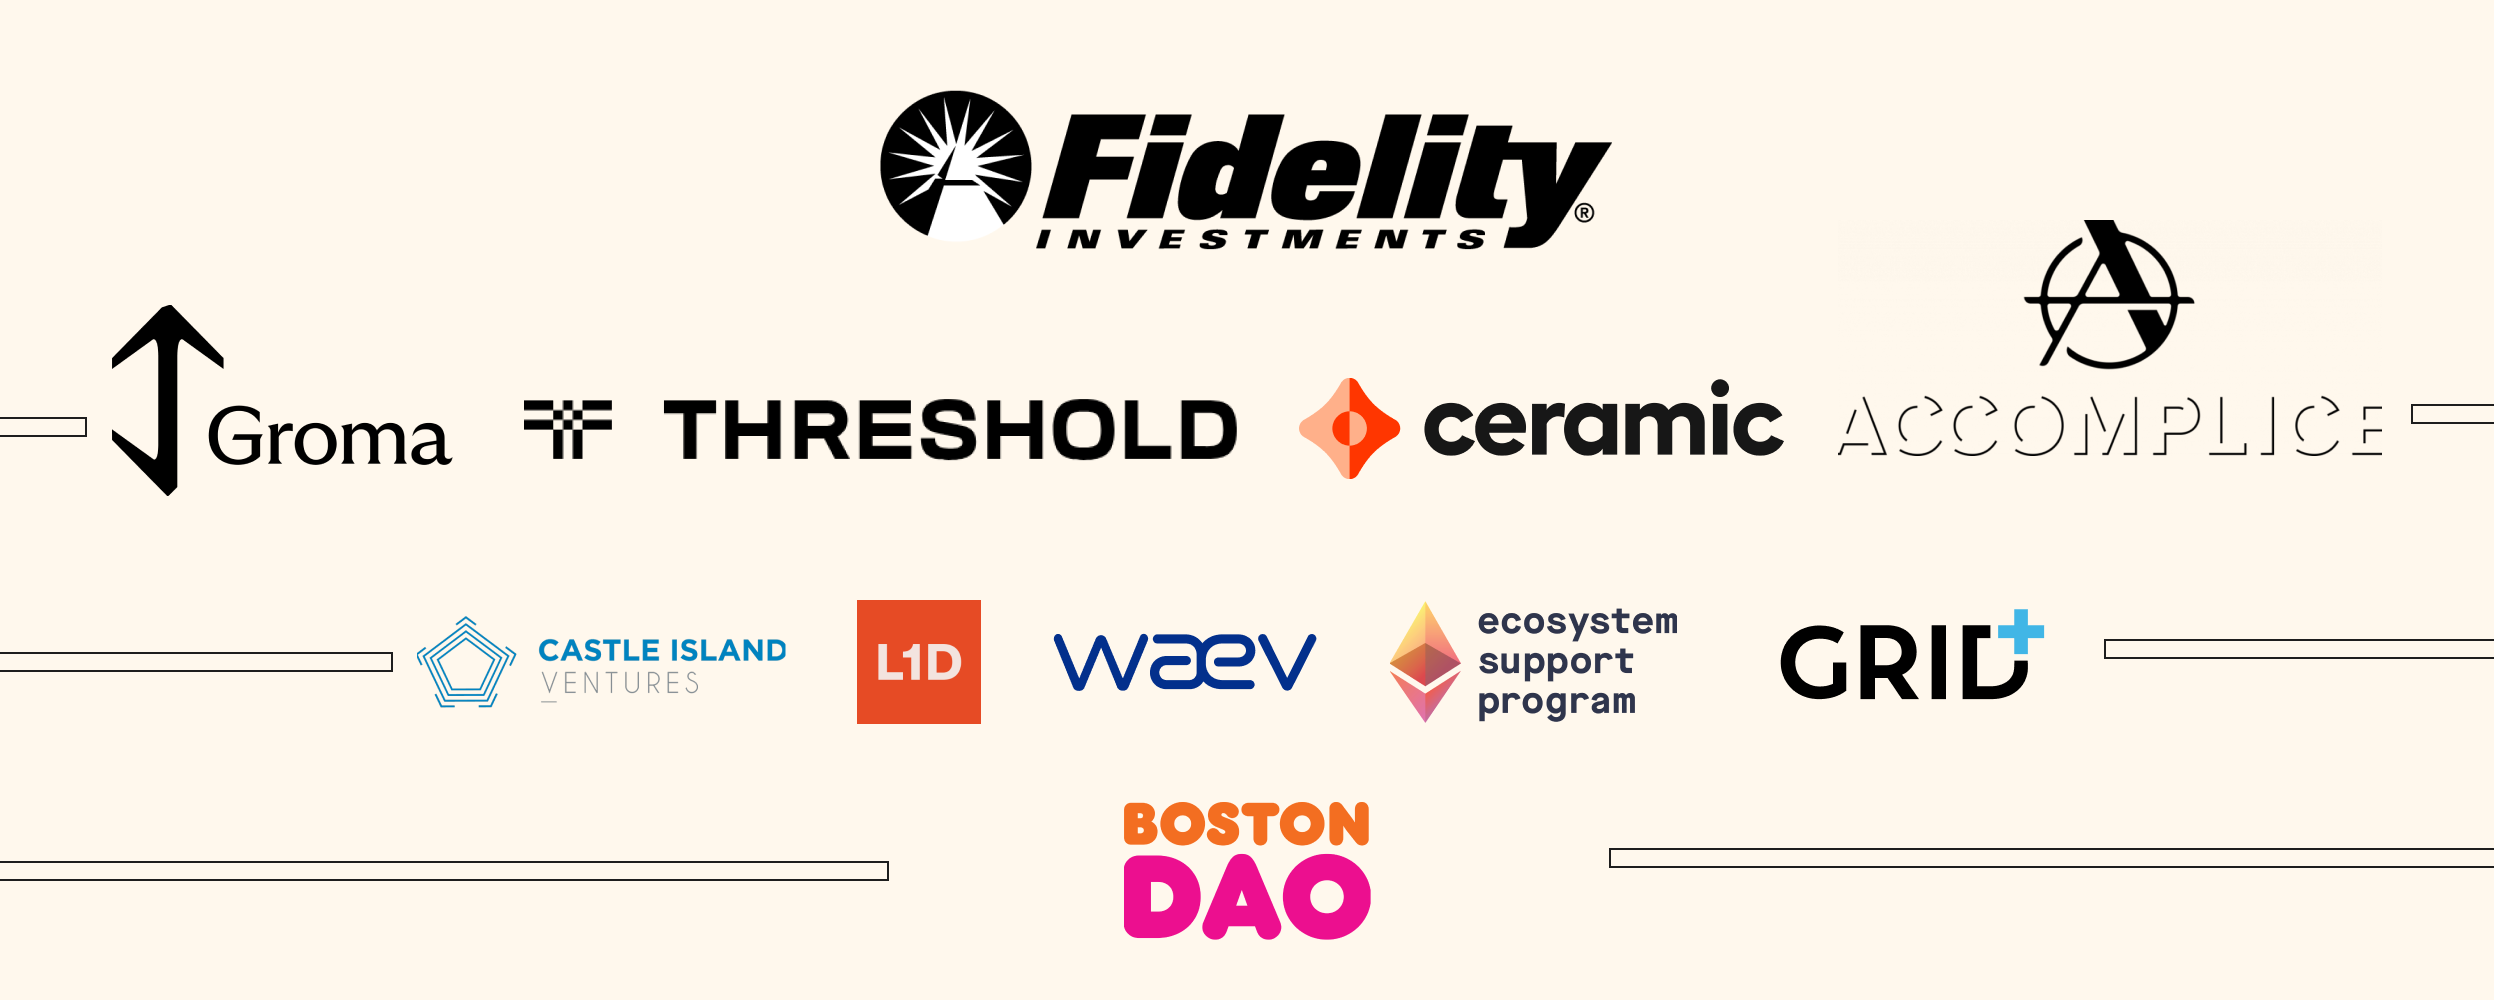 Fidelity®
INVESTMENTS
Groma
THRESHOLD
ceramic
ACCOMPLICE
CASTLE ISLAND
VENTURES
L1D
waev
ecosystem
support
program
GRID+
BOSTON
DAO